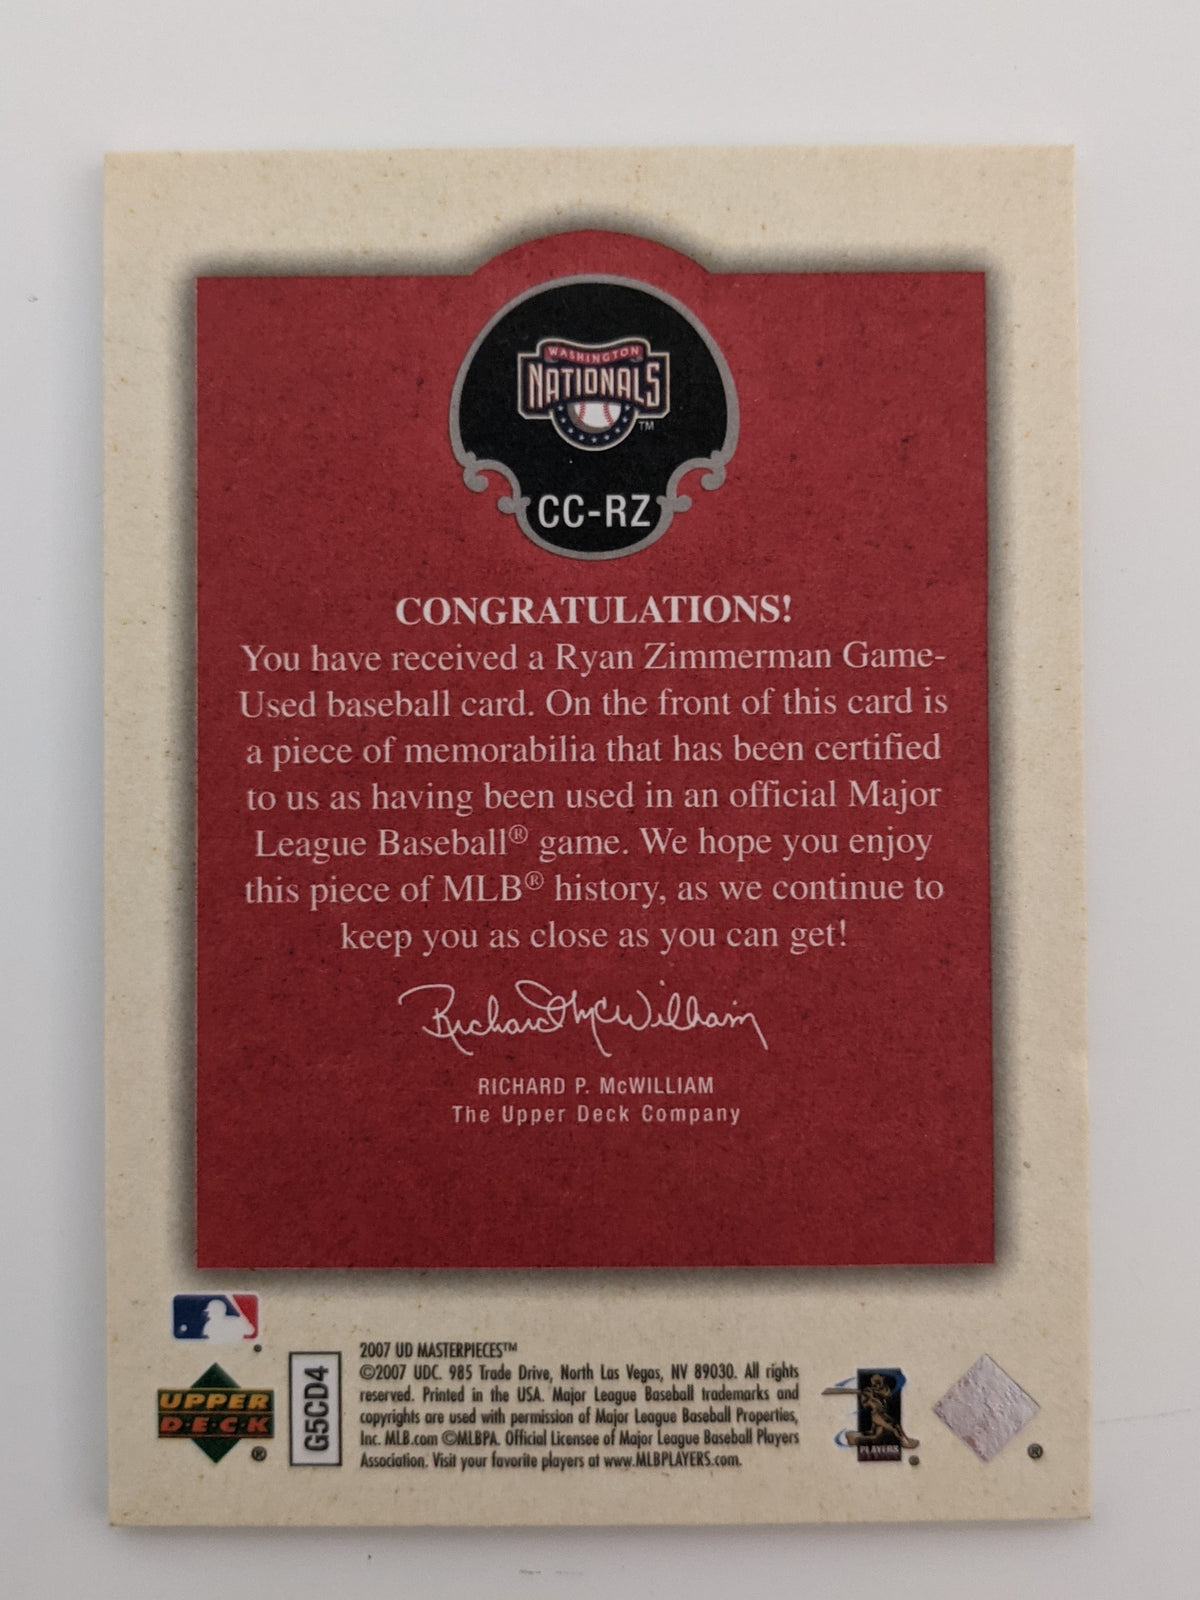 WASHINGTON
NATIONALS
TM
CC-RZ
CONGRATULATIONS!
You have received a Ryan Zimmerman Game-
Used baseball card. On the front of this card is
a piece of memorabilia that has been certified
to us as having been used in an official Major
League Baseball® game. We hope you enjoy
this piece of MLB® history, as we continue to
keep you as close as you can get!
Richard McWilliam
RICHARD P. McWILLIAM
The Upper Deck Company
2007 UD MASTERPIECES™
©2007 UDC. 985 Trade Drive, North Las Vegas, NV 89030. All rights
reserved. Printed in the USA. Major League Baseball trademarks and
copyrights are used with permission of Major League Baseball Properties,
Inc. MLB.com ©MLBPA. Official Licensee of Major League Baseball Players
Association. Visit your favorite players at www.MLBPLAYERS.com.
UPPER
DECK
®
G5CD4
PLAYERS
®
®